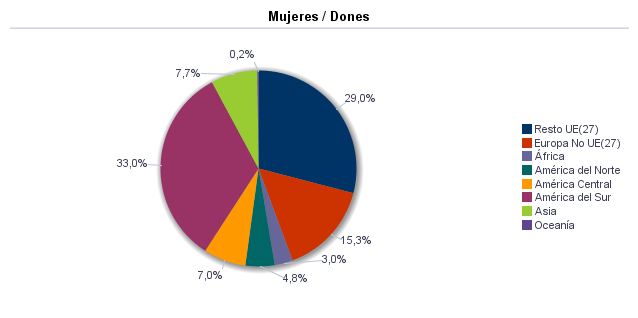 Mujeres / Dones
0,2%
7,7%
29,0%
33,0%
15,3%
3,0%
7,0%
4,8%
Resto UE(27)
Europa No UE(27)
África
América del Norte
América Central
América del Sur
Asia
Oceanía